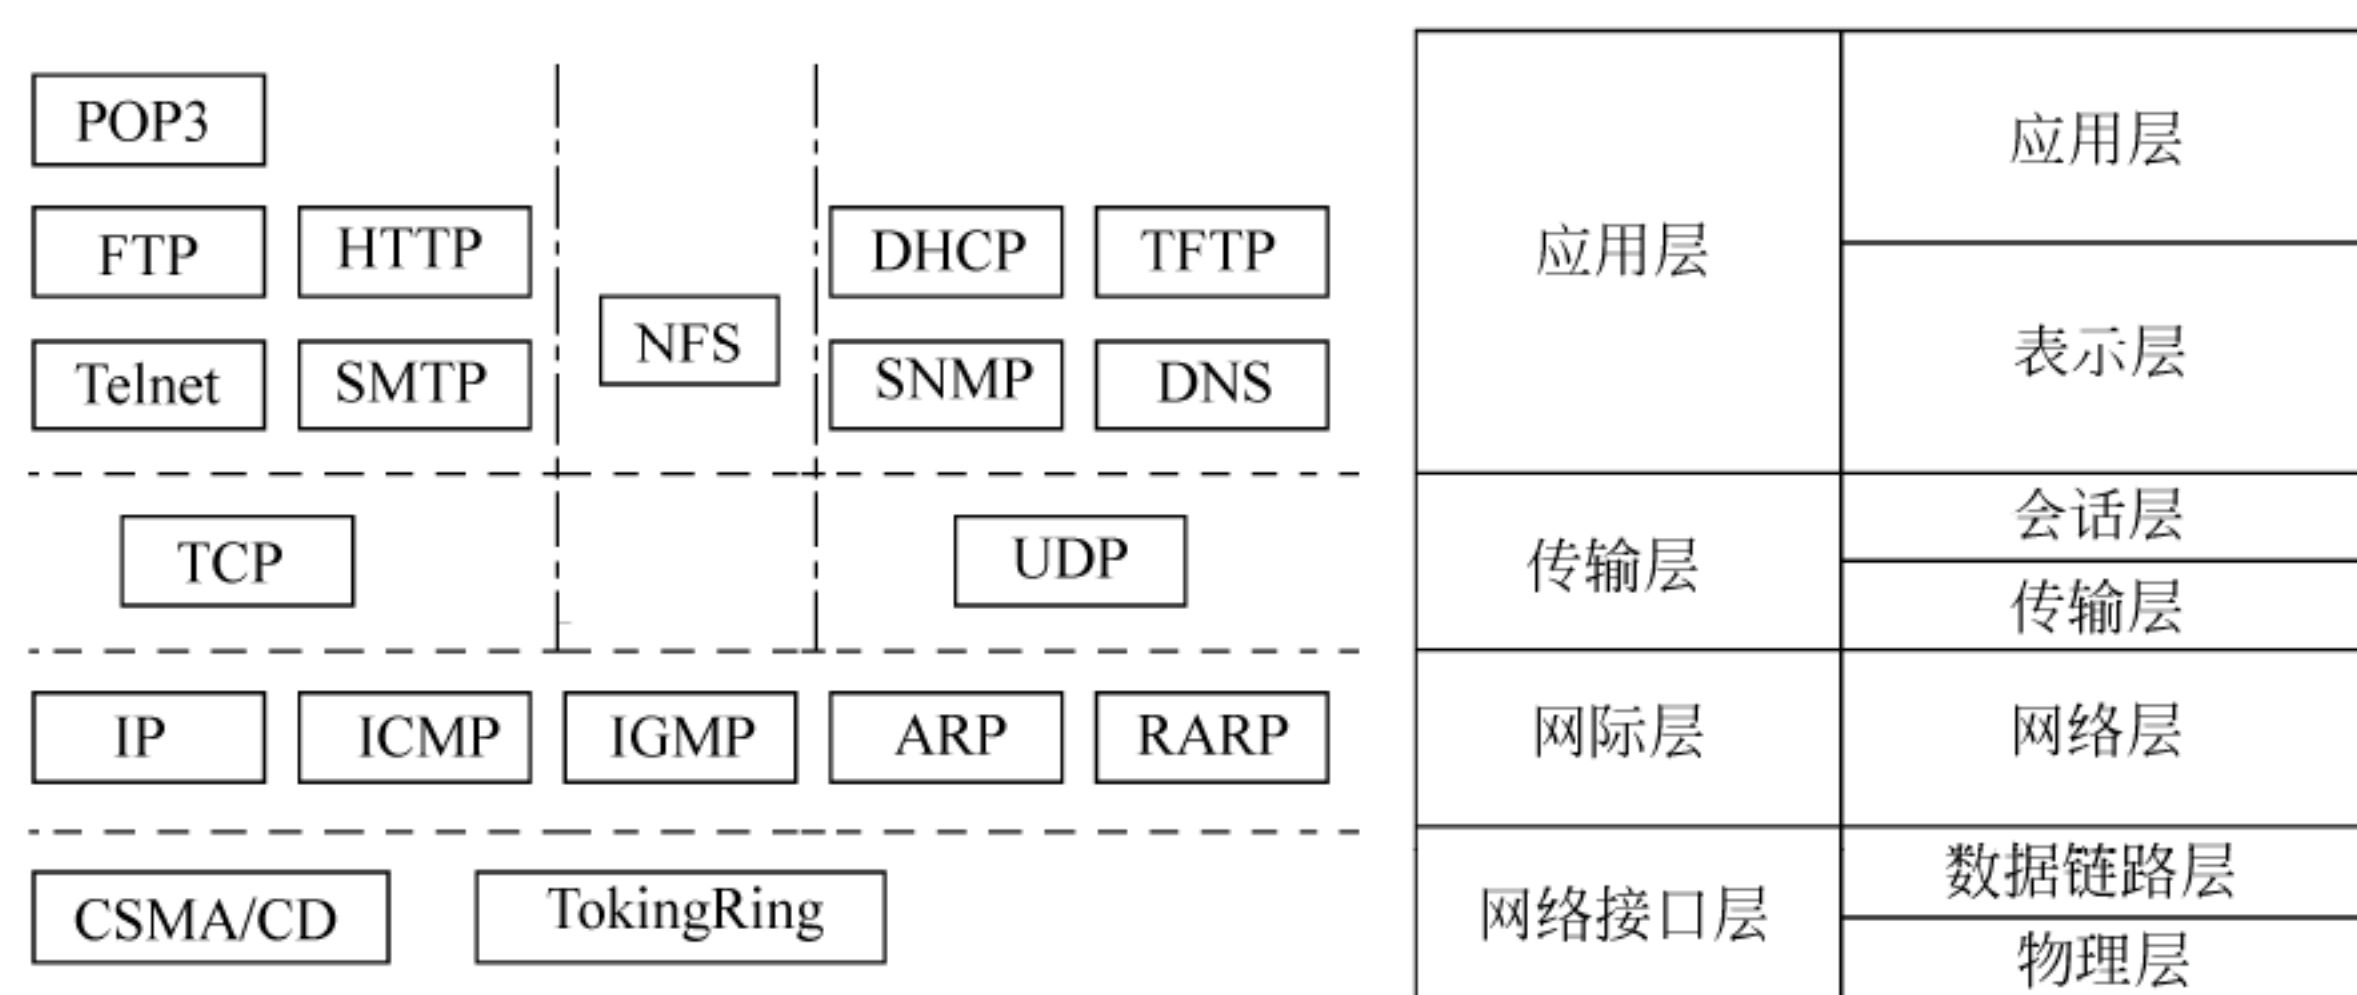 POP3
FTP HTTP DHCP TFTP
NFS
Telnet SMTP SNMP DNS
TCP UDP
IP ICMP IGMP ARP RARP
CSMA/CD TokingRing
应用层 应用层
表示层
传输层 会话层
传输层
网际层 网络层
网络接口层 数据链路层
物理层